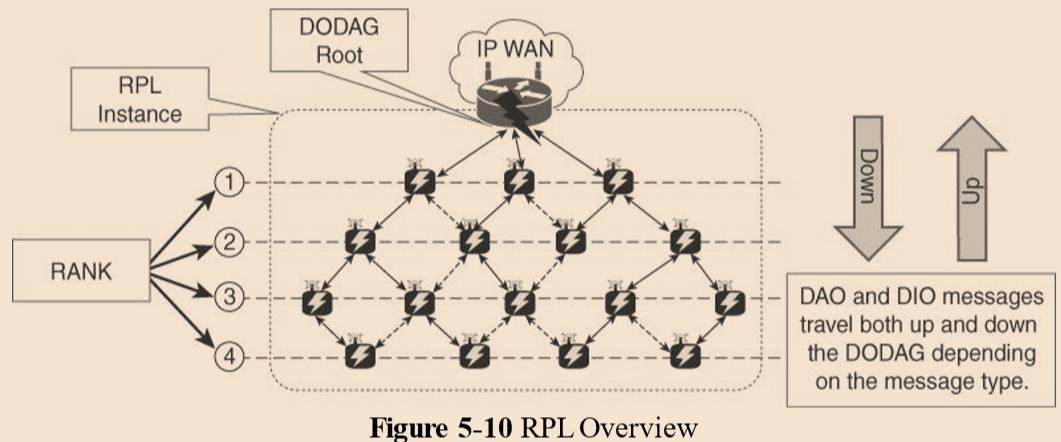 DODAG
Root
IP WAN
RPL
Instance
1
2
3
4
RANK
Down
Up
DAO and DIO messages
travel both up and down
the DODAG depending
on the message type.
Figure 5-10 RPL Overview